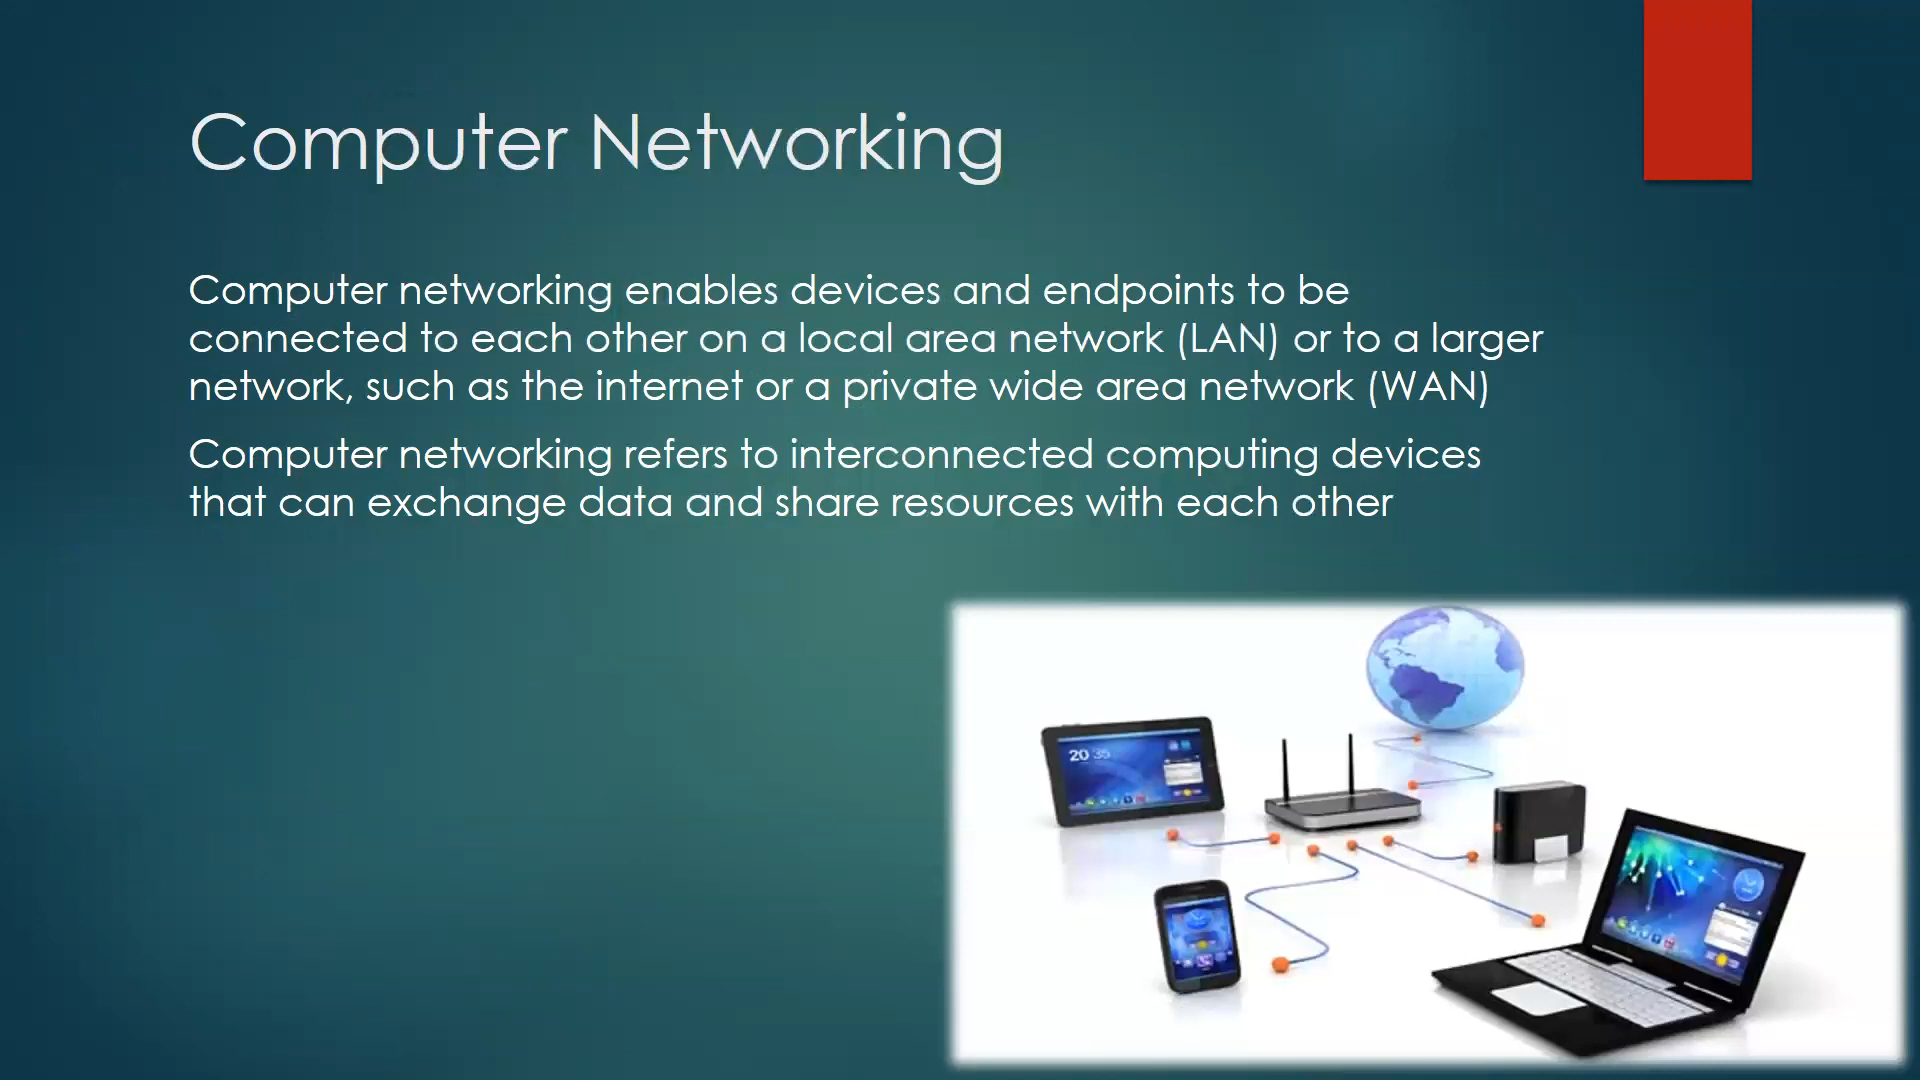 Computer Networking
Computer networking enables devices and endpoints to be
connected to each other on a local area network (LAN) or to a larger
network, such as the internet or a private wide area network (WAN)
Computer networking refers to interconnected computing devices
that can exchange data and share resources with each other
20 35